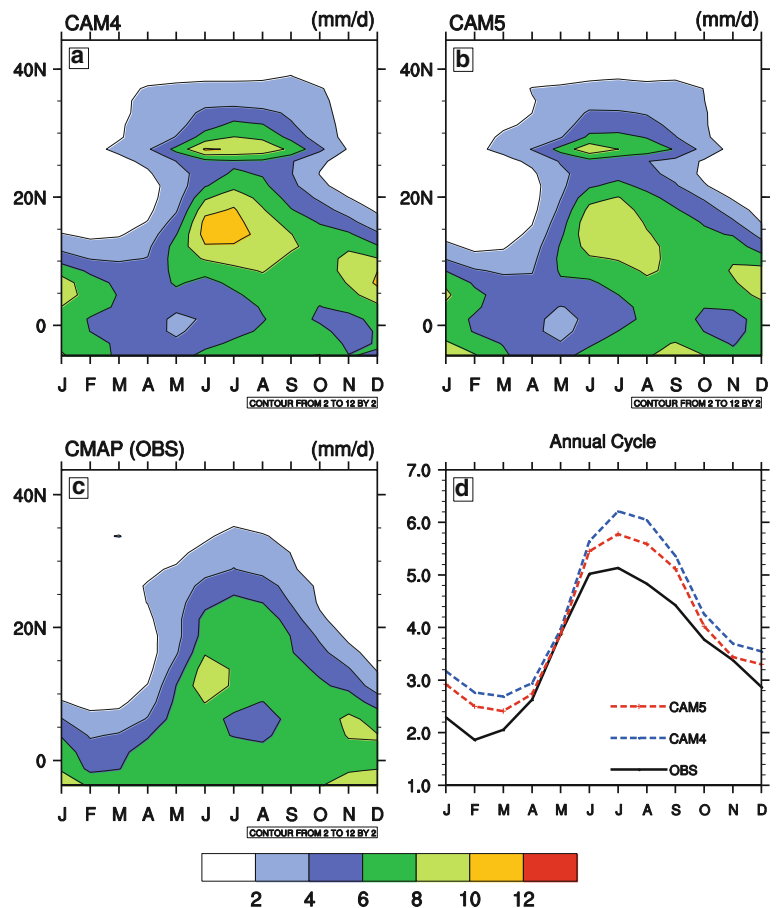 CAM4 (mm/d)
a
40N
20N
0
J F M A M J J A S O N D
CONTOUR FROM 2 TO 12 BY 2
CAM5 (mm/d)
b
40N
20N
0
J F M A M J J A S O N D
CONTOUR FROM 2 TO 12 BY 2
CMAP (OBS) (mm/d)
c
40N
20N
0
J F M A M J J A S O N D
CONTOUR FROM 2 TO 12 BY 2
Annual Cycle
d
7.0
6.0
5.0
4.0
3.0
2.0
1.0
CAM5
CAM4
OBS
J F M A M J J A S O N D
2 4 6 8 10 12